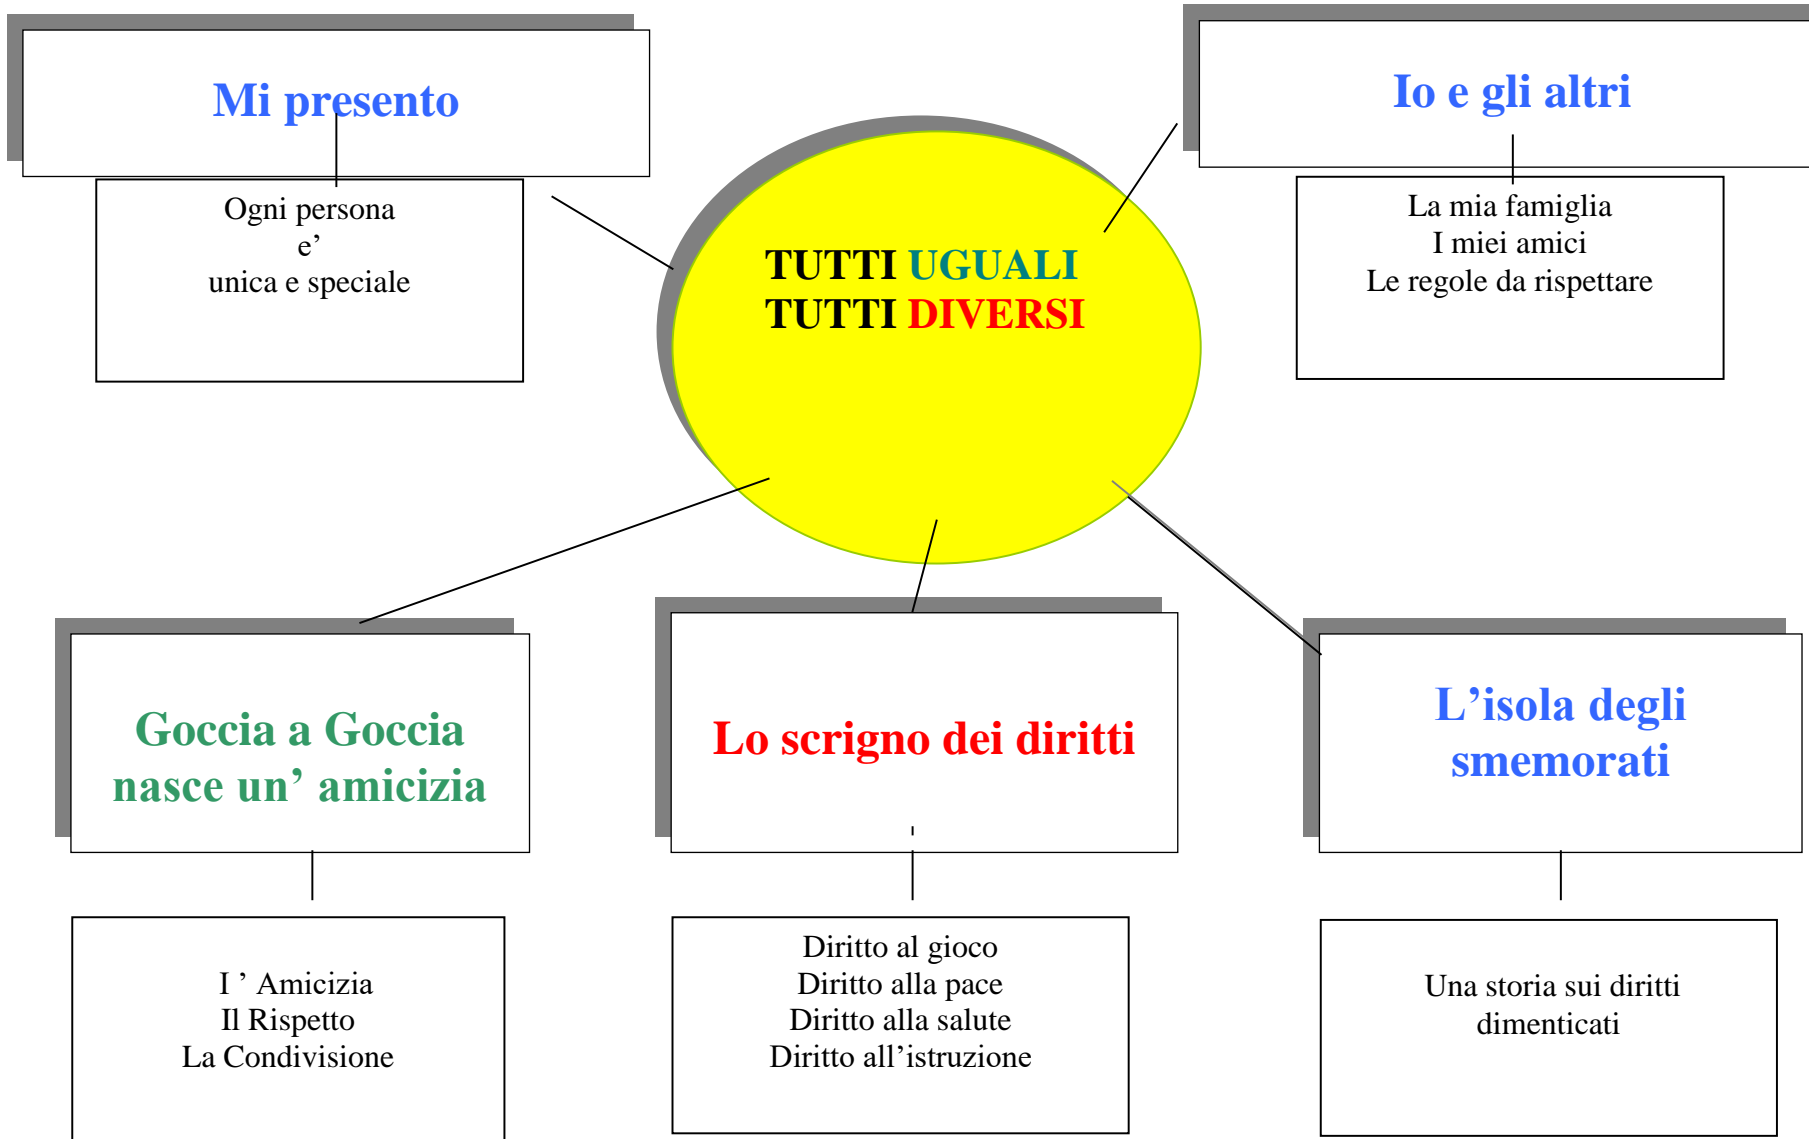 Mi presento
Ogni persona
e’
unica e speciale
Io e gli altri
La mia famiglia
I miei amici
Le regole da rispettare
TUTTI UGUALI
TUTTI DIVERSI
Goccia a Goccia
nasce un’ amicizia
I ’ Amicizia
Il Rispetto
La Condivisione
Lo scrigno dei diritti
Diritto al gioco
Diritto alla pace
Diritto alla salute
Diritto all’istruzione
L’isola degli
smemorati
Una storia sui diritti
dimenticati